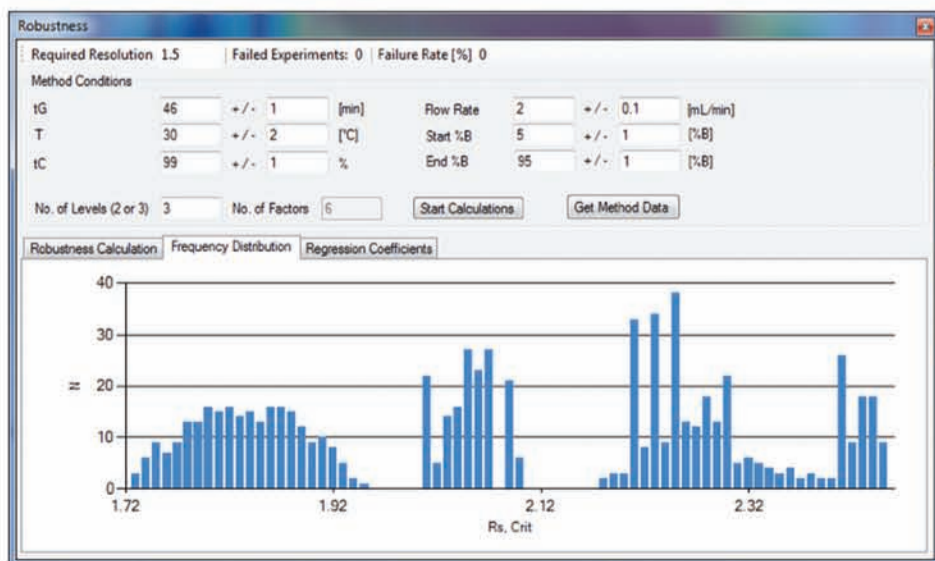 Robustness
Required Resolution 1.5 Failed Experiments: 0 Failure Rate [%] 0
Method Conditions
tG 46 +/- 1 [min] Flow Rate 2 +/- 0.1 [mL/min]
T 30 +/- 2 [°C] Start %B 5 +/- 1 [%B]
tC 99 +/- 1 % End %B 95 +/- 1 [%B]
No. of Levels (2 or 3) 3 No. of Factors 6 Start Calculations Get Method Data
Robustness Calculation Frequency Distribution Regression Coefficients
40
30
N
20
10
0
1.72 1.92 2.12 2.32
Rs, Crit